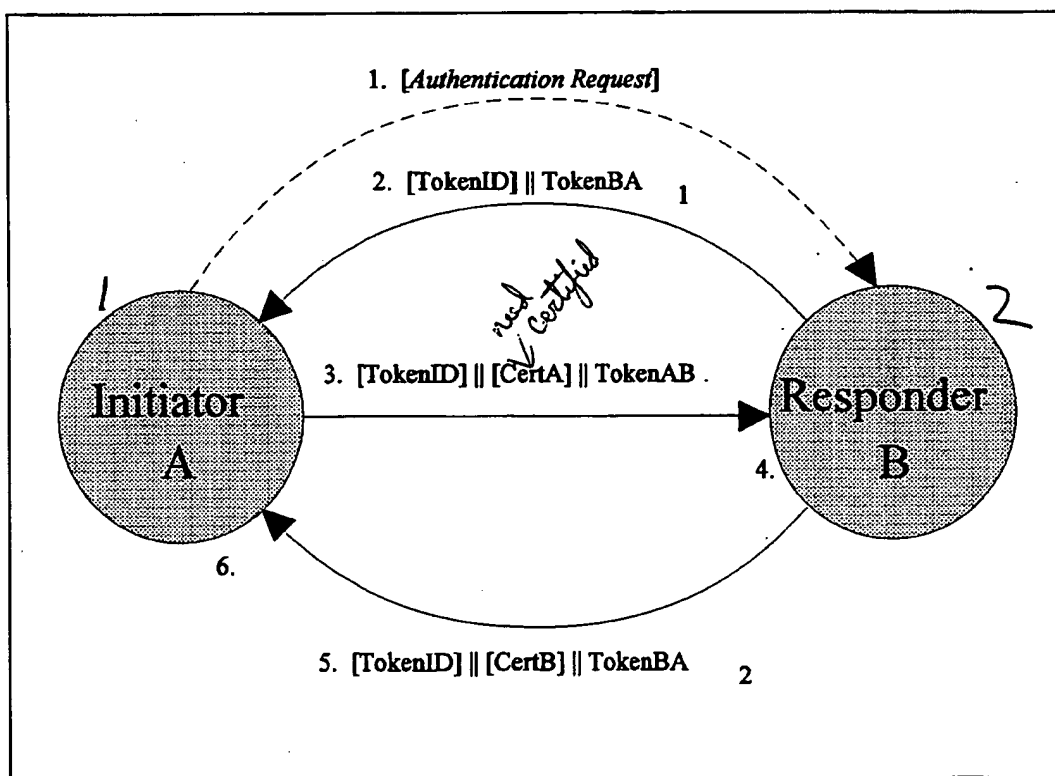 1. [Authentication Request]
2. [TokenID] || TokenBA 1
need
certified
1
2
3. [TokenID] || [CertA] || TokenAB
Initiator
A
Responder
B
4.
6.
5. [TokenID] || [CertB] || TokenBA 2